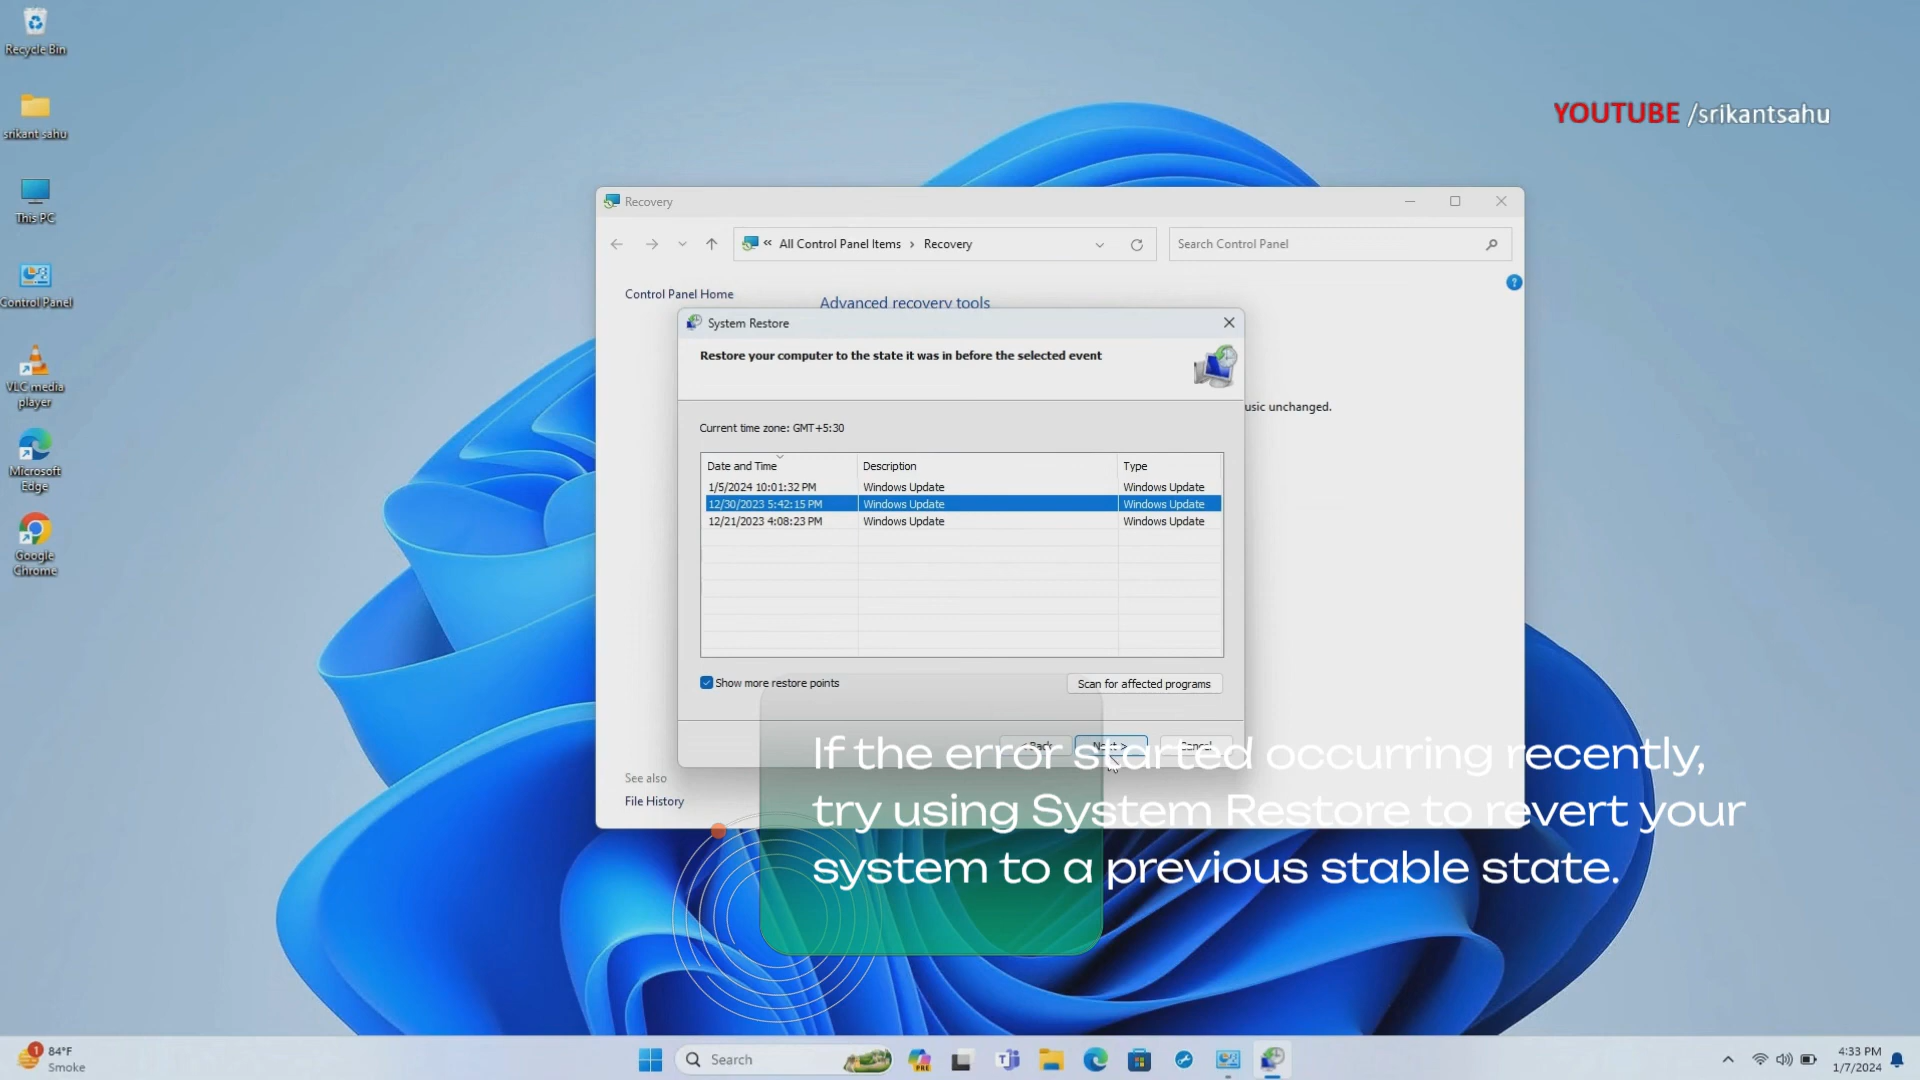 Recycle Bin
srikant sahu
This PC
Control Panel
VLC media
player
Microsoft
Edge
Google
Chrome
YOUTUBE /srikantsahu
Recovery
« All Control Panel Items > Recovery
Search Control Panel
Control Panel Home
Advanced recovery tools
System Restore
Restore your computer to the state it was in before the selected event
usic unchanged.
Current time zone: GMT+5:30
Date and Time Description Type
1/5/2024 10:01:32 PM Windows Update Windows Update
12/30/2023 5:42:15 PM Windows Update Windows Update
12/21/2023 4:08:23 PM Windows Update Windows Update
Show more restore points
Scan for affected programs
< Back Next > Cancel
See also
File History
If the error started occurring recently,
try using System Restore to revert your
system to a previous stable state.
1
84°F
Smoke
Search
PRE
4:33 PM
1/7/2024